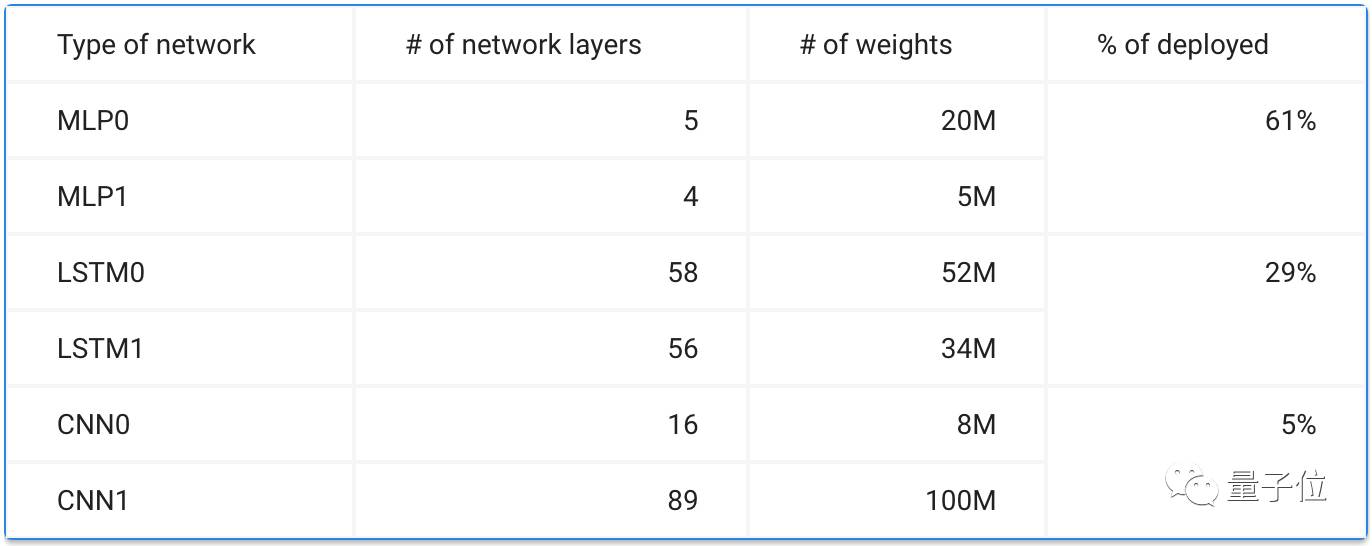 Type of network # of network layers # of weights % of deployed
MLP0 5 20M 61%
MLP1 4 5M
LSTM0 58 52M 29%
LSTM1 56 34M
CNN0 16 8M 5%
CNN1 89 100M
量子位